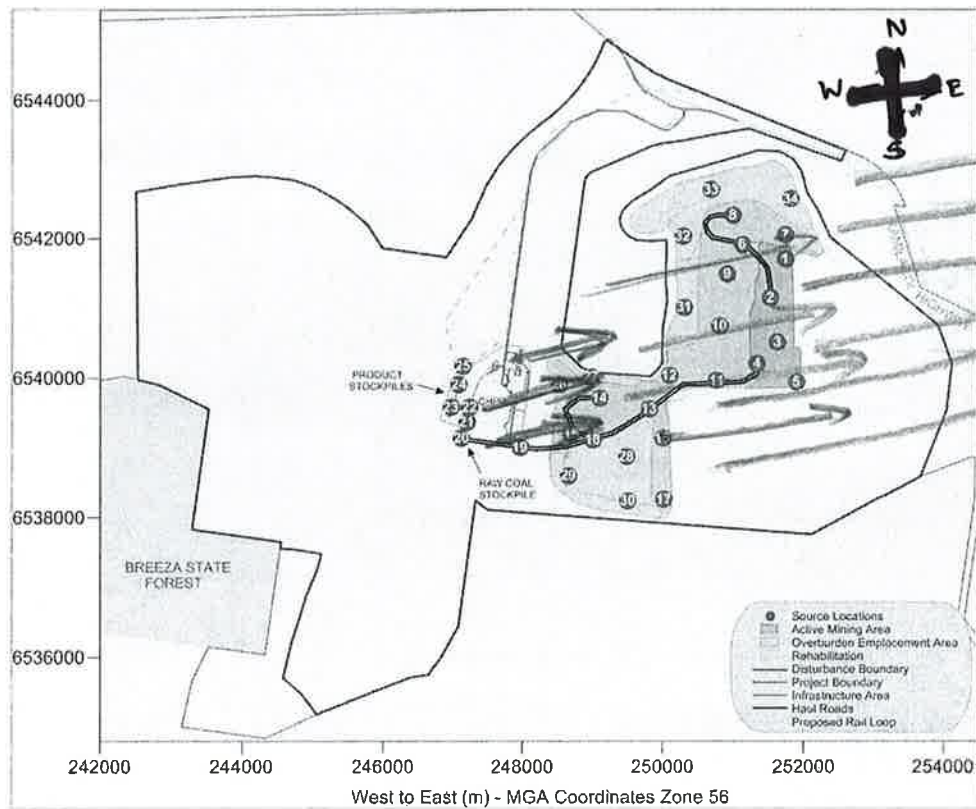 N
W E
S
6544000
6542000
6540000
6538000
6536000
33
34
8
32
6
7
1
9
2
31
10
3
4
25
12
11
5
PRODUCT
STOCKPILES
24
14
23 22
13
21
20
18
19
28
RAW COAL
STOCKPILE
29
30
17
BREEZA STATE
FOREST
Source Locations
Active Mining Area
Overburden Emplacement Area
Rehabilitation
Disturbance Boundary
Project Boundary
Infrastructure Area
Haul Roads
Proposed Rail Loop
242000 244000 246000 248000 250000 252000 254000
West to East (m) - MGA Coordinates Zone 56